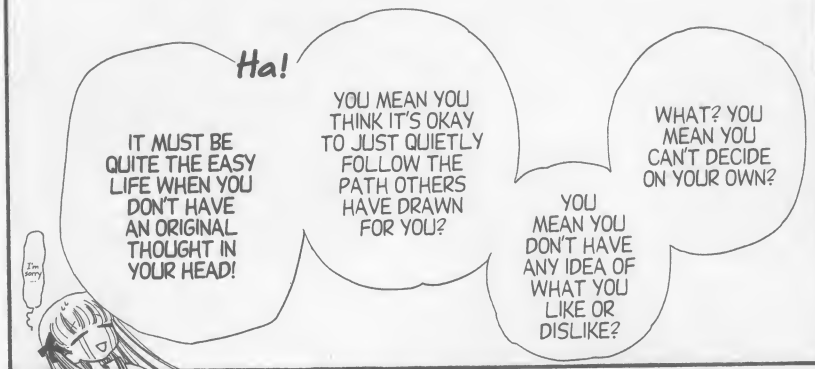 WHAT? YOU
MEAN YOU
CAN'T DECIDE
ON YOUR OWN?
YOU
MEAN YOU
DON'T HAVE
ANY IDEA OF
WHAT YOU
LIKE OR
DISLIKE?
YOU MEAN YOU
THINK IT'S OKAY
TO JUST QUIETLY
FOLLOW THE
PATH OTHERS
HAVE DRAWN
FOR YOU?
Ha!
IT MUST BE
QUITE THE EASY
LIFE WHEN YOU
DON'T HAVE
AN ORIGINAL
THOUGHT IN
YOUR HEAD!
I'm
sorry
...